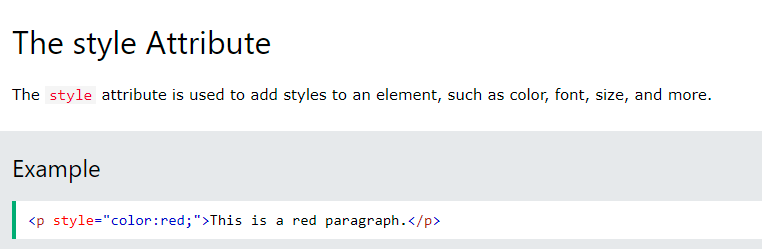 The style Attribute
The style attribute is used to add styles to an element, such as color, font, size, and more.
Example
<p style="color:red;">This is a red paragraph.</p>